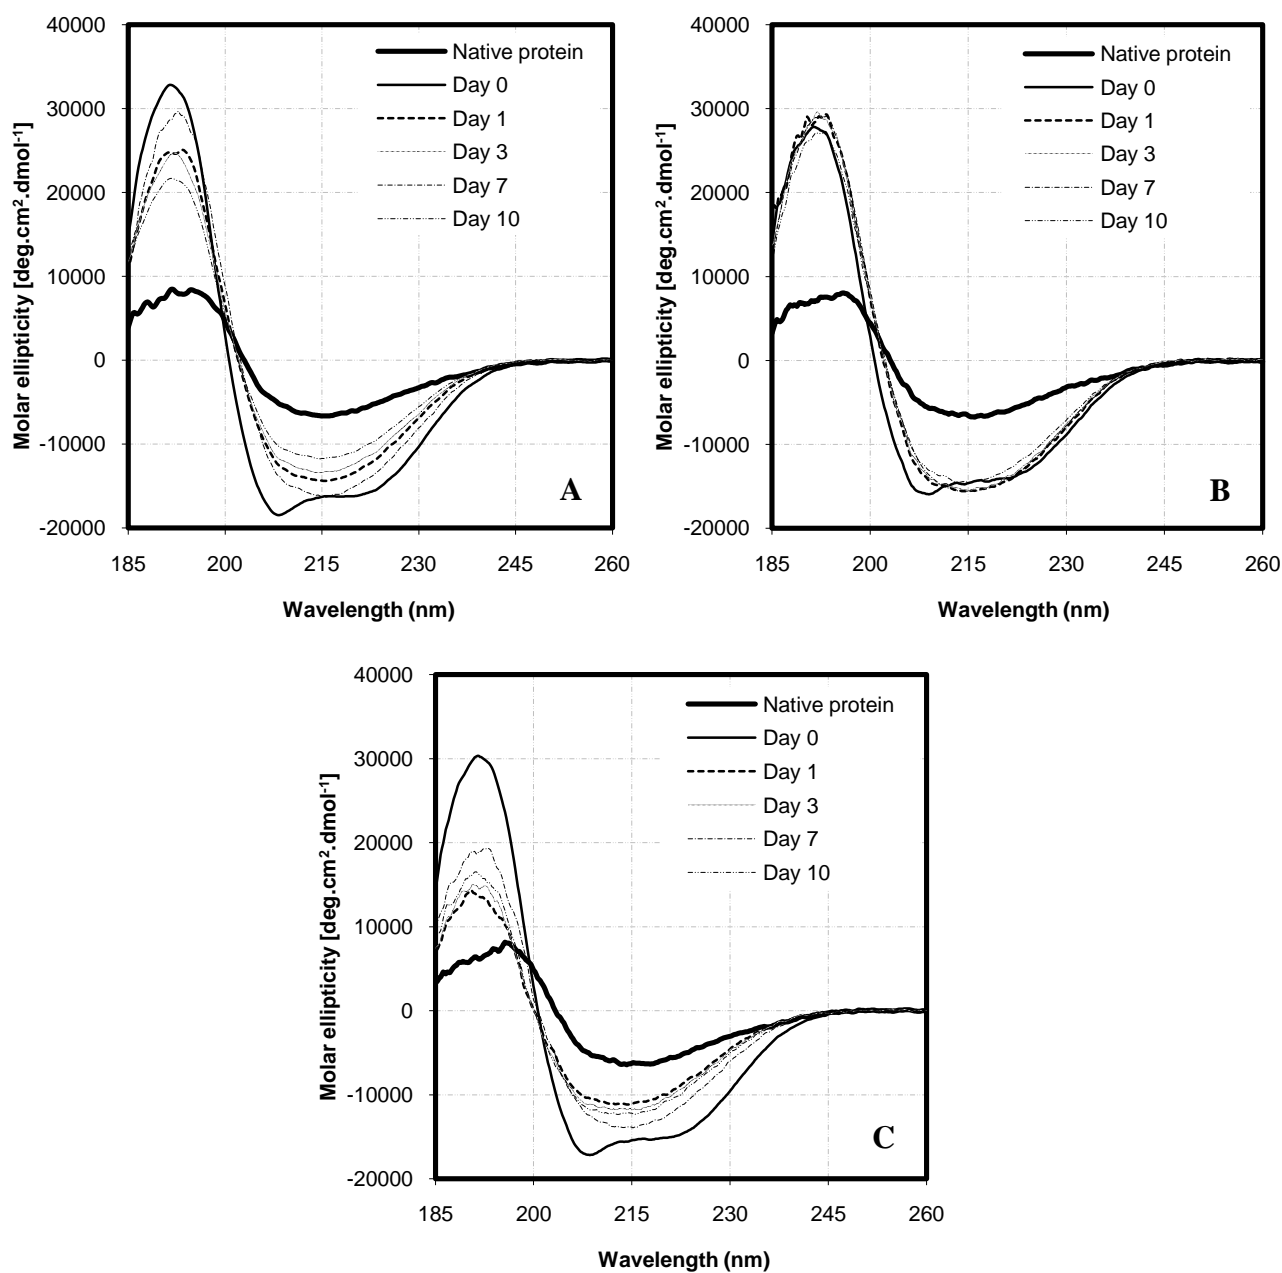 40000
30000
20000
10000
0
-10000
-20000
Molar ellipticity [deg.cm².dmol⁻¹]
Native protein
Day 0
Day 1
Day 3
Day 7
Day 10
A
185 200 215 230 245 260
Wavelength (nm)
40000
30000
20000
10000
0
-10000
-20000
Molar ellipticity [deg.cm².dmol⁻¹]
Native protein
Day 0
Day 1
Day 3
Day 7
Day 10
B
185 200 215 230 245 260
Wavelength (nm)
40000
30000
20000
10000
0
-10000
-20000
Molar ellipticity [deg.cm².dmol⁻¹]
Native protein
Day 0
Day 1
Day 3
Day 7
Day 10
C
185 200 215 230 245 260
Wavelength (nm)